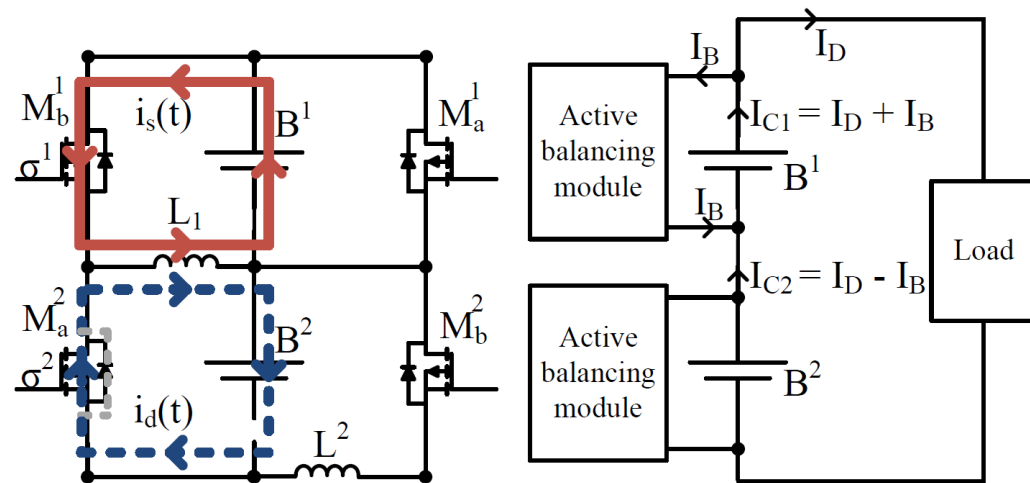 M_b^1
i_s(t)
B^1
M_a^1
σ^1
L_1
M_a^2
B^2
M_b^2
σ^2
i_d(t)
L^2
I_B
I_D
Active
balancing
module
I_C1 = I_D + I_B
B^1
I_B
Load
I_C2 = I_D - I_B
Active
balancing
module
B^2